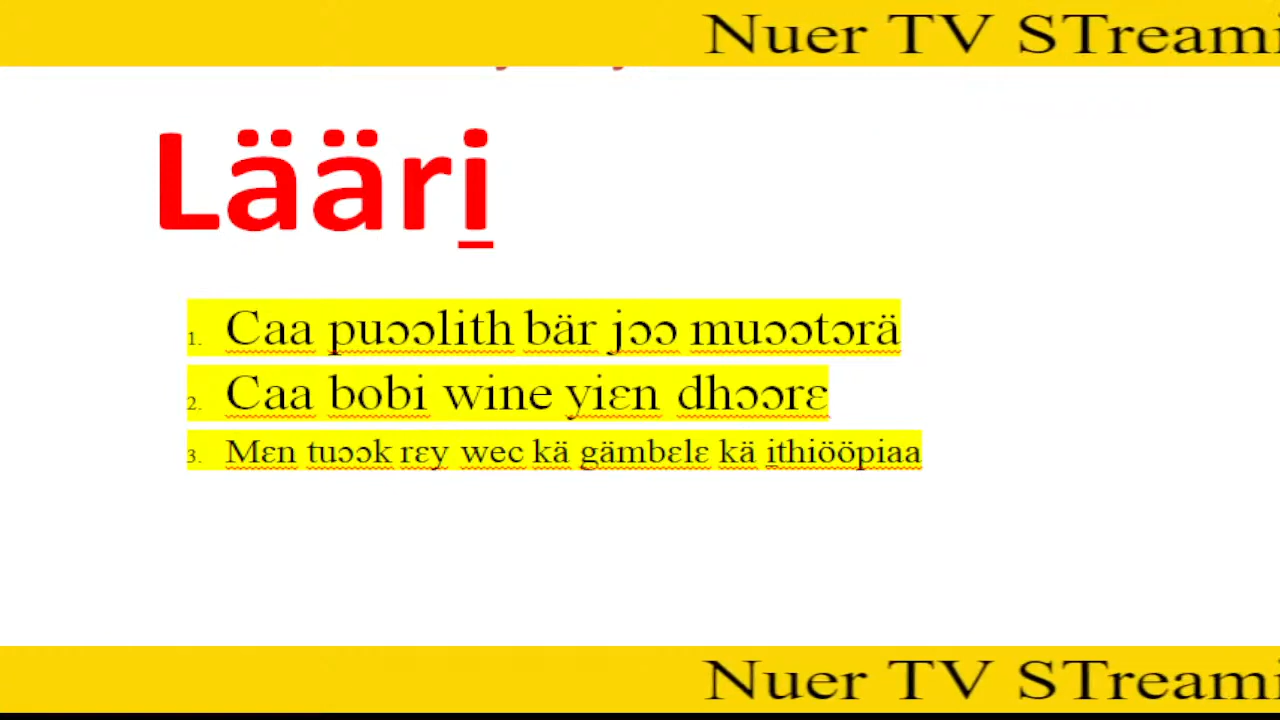 Nuer TV STreami
Lääri̲
1. Caa puɔɔlith bär jɔɔ muɔɔtɔrä
2. Caa bobi wine yiɛn dhɔɔrɛ
3. Mɛn tuɔɔk rɛy wec kä gämbɛlɛ kä i̲thiööpiaa
Nuer TV STreami